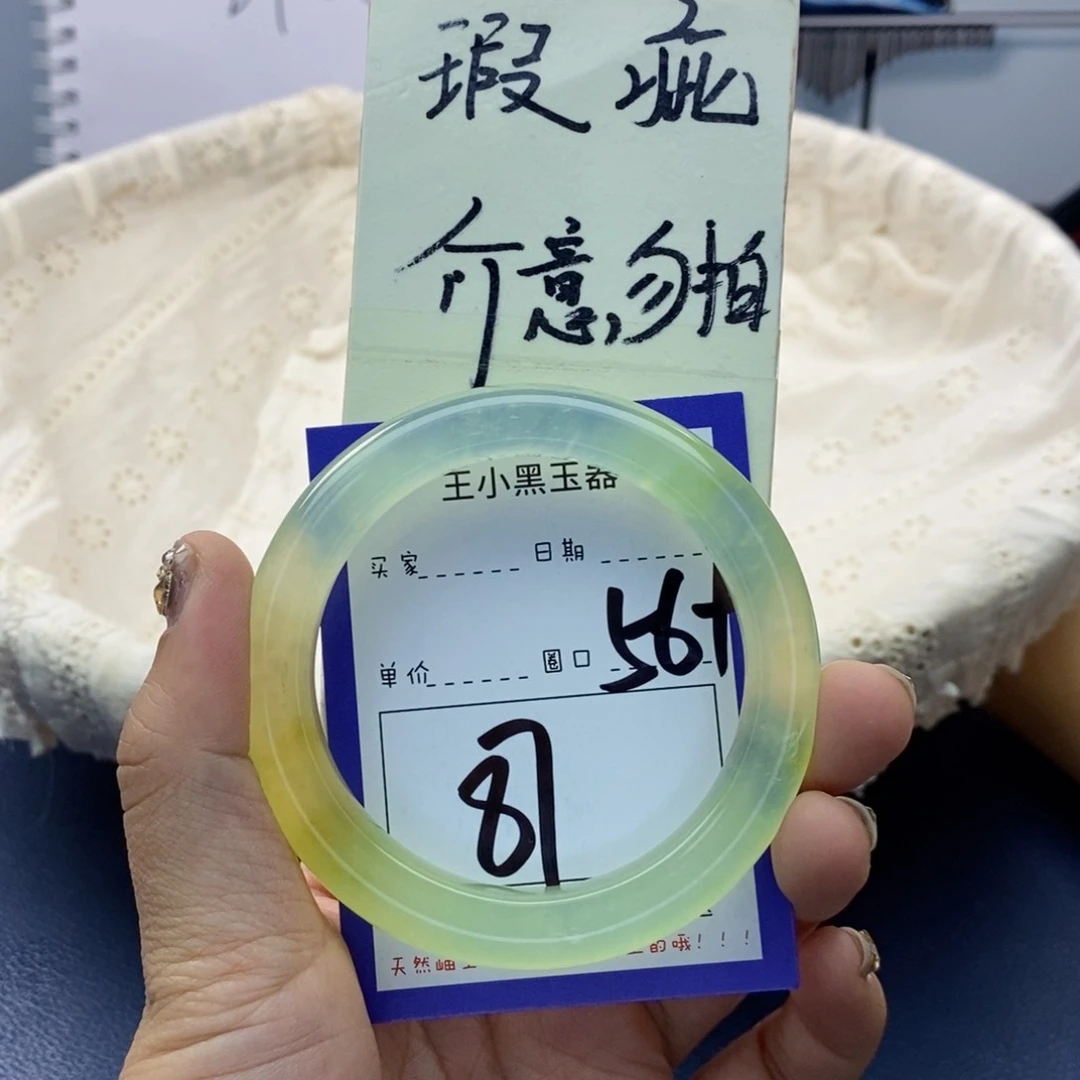 瑕疵
介意,勿拍
王小黑玉器
买家 日期
单价 圈口 56+
87
天然岫 的哦！！！